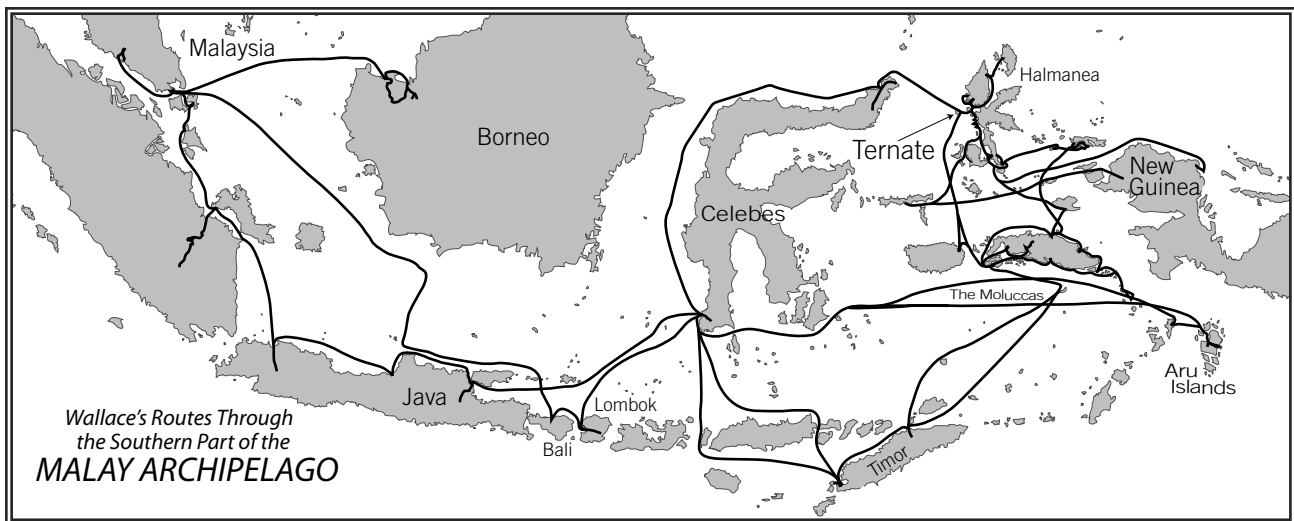 Malaysia
Halmanea
Borneo
Ternate
New
Guinea
Celebes
The Moluccas
Aru
Islands
Java
Lombok
Bali
Timor
Wallace's Routes Through
the Southern Part of the
MALAY ARCHIPELAGO